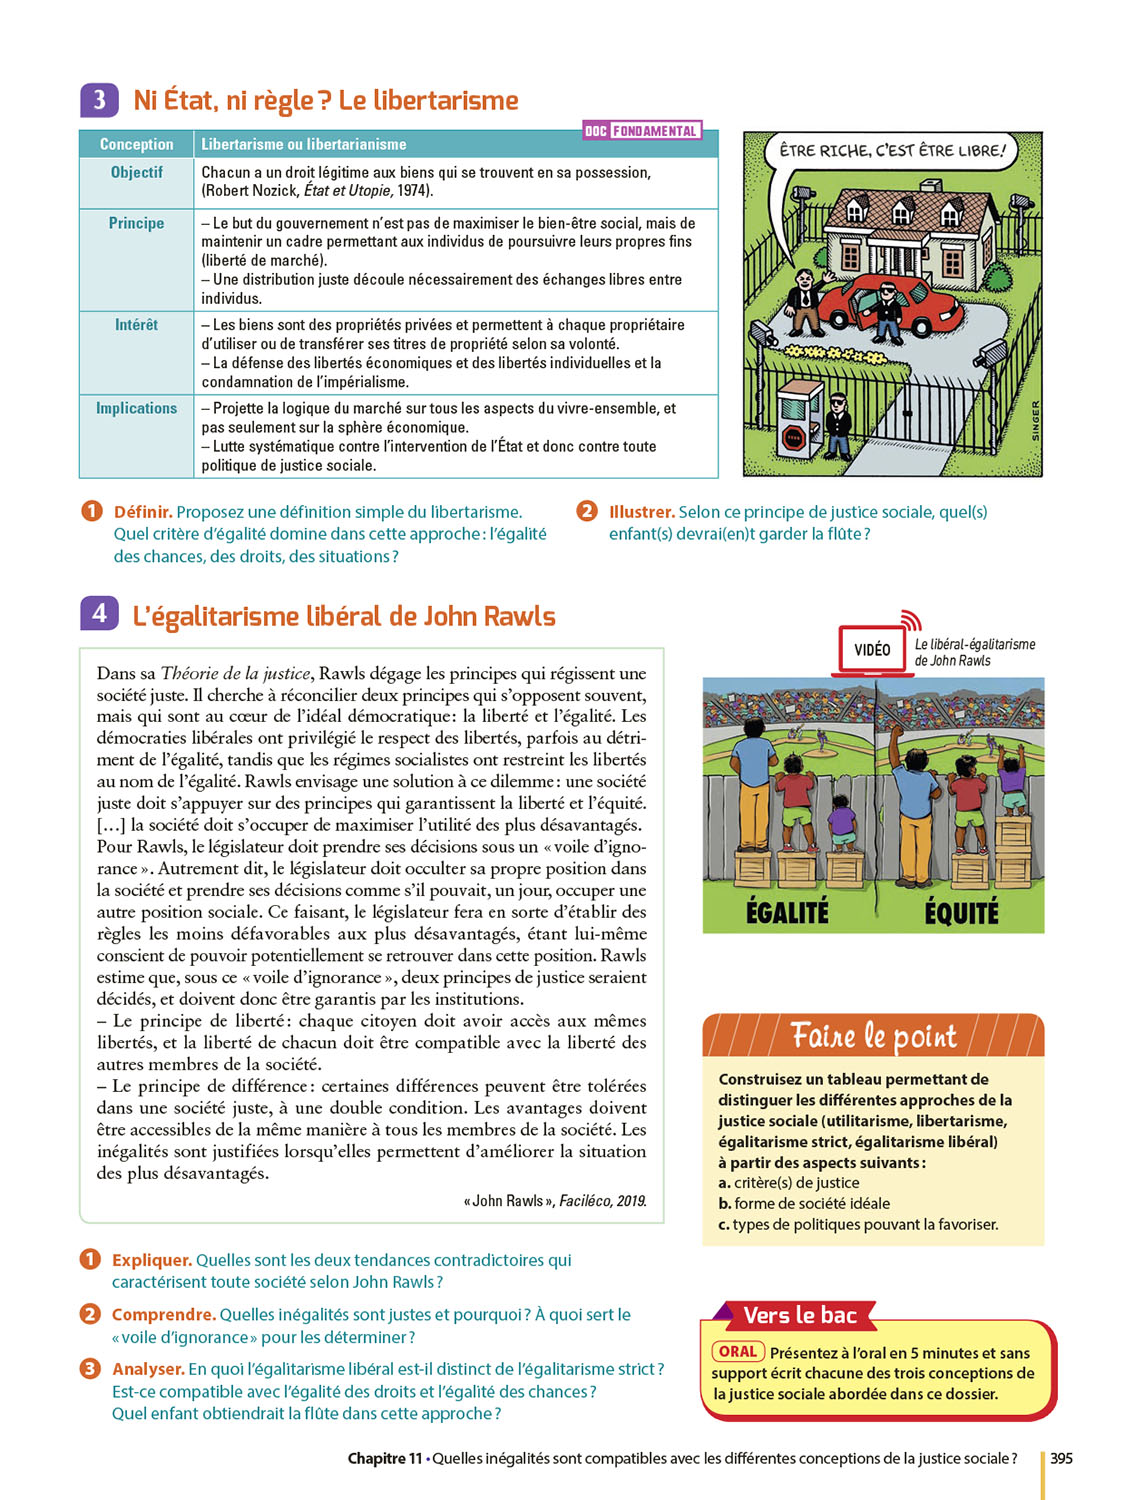 3 Ni État, ni règle ? Le libertarisme
DOC FONDAMENTAL
Conception Libertarisme ou libertarianisme
Objectif Chacun a un droit légitime aux biens qui se trouvent en sa possession,
(Robert Nozick, État et Utopie, 1974).
Principe – Le but du gouvernement n’est pas de maximiser le bien-être social, mais de
maintenir un cadre permettant aux individus de poursuivre leurs propres fins
(liberté de marché).
– Une distribution juste découle nécessairement des échanges libres entre
individus.
Intérêt – Les biens sont des propriétés privées et permettent à chaque propriétaire
d’utiliser ou de transférer ses titres de propriété selon sa volonté.
– La défense des libertés économiques et des libertés individuelles et la
condamnation de l’impérialisme.
Implications – Projette la logique du marché sur tous les aspects du vivre-ensemble, et
pas seulement sur la sphère économique.
– Lutte systématique contre l’intervention de l’État et donc contre toute
politique de justice sociale.
ÊTRE RICHE, C’EST ÊTRE LIBRE !
SINGER
1 Définir. Proposez une définition simple du libertarisme.
Quel critère d’égalité domine dans cette approche : l’égalité
des chances, des droits, des situations ?
2 Illustrer. Selon ce principe de justice sociale, quel(s)
enfant(s) devrai(en)t garder la flûte ?
4 L’égalitarisme libéral de John Rawls
Dans sa Théorie de la justice, Rawls dégage les principes qui régissent une
société juste. Il cherche à réconcilier deux principes qui s’opposent souvent,
mais qui sont au cœur de l’idéal démocratique : la liberté et l’égalité. Les
démocraties libérales ont privilégié le respect des libertés, parfois au détri-
ment de l’égalité, tandis que les régimes socialistes ont restreint les libertés
au nom de l’égalité. Rawls envisage une solution à ce dilemme : une société
juste doit s’appuyer sur des principes qui garantissent la liberté et l’équité.
[…] la société doit s’occuper de maximiser l’utilité des plus désavantagés.
Pour Rawls, le législateur doit prendre ses décisions sous un « voile d’igno-
rance ». Autrement dit, le législateur doit occulter sa propre position dans
la société et prendre ses décisions comme s’il pouvait, un jour, occuper une
autre position sociale. Ce faisant, le législateur fera en sorte d’établir des
règles les moins défavorables aux plus désavantagés, étant lui-même
conscient de pouvoir potentiellement se retrouver dans cette position. Rawls
estime que, sous ce « voile d’ignorance », deux principes de justice seraient
décidés, et doivent donc être garantis par les institutions.
– Le principe de liberté : chaque citoyen doit avoir accès aux mêmes
libertés, et la liberté de chacun doit être compatible avec la liberté des
autres membres de la société.
– Le principe de différence : certaines différences peuvent être tolérées
dans une société juste, à une double condition. Les avantages doivent
être accessibles de la même manière à tous les membres de la société. Les
inégalités sont justifiées lorsqu’elles permettent d’améliorer la situation
des plus désavantagés.
« John Rawls », Faciléco, 2019.
VIDÉO
Le libéral-égalitarisme
de John Rawls
ÉGALITÉ
ÉQUITÉ
1 Expliquer. Quelles sont les deux tendances contradictoires qui
caractérisent toute société selon John Rawls ?
2 Comprendre. Quelles inégalités sont justes et pourquoi ? À quoi sert le
« voile d’ignorance » pour les déterminer ?
3 Analyser. En quoi l’égalitarisme libéral est-il distinct de l’égalitarisme strict ?
Est-ce compatible avec l’égalité des droits et l’égalité des chances ?
Quel enfant obtiendrait la flûte dans cette approche ?
Faire le point
Construisez un tableau permettant de
distinguer les différentes approches de la
justice sociale (utilitarisme, libertarisme,
égalitarisme strict, égalitarisme libéral)
à partir des aspects suivants :
a. critère(s) de justice
b. forme de société idéale
c. types de politiques pouvant la favoriser.
Vers le bac
ORAL Présentez à l’oral en 5 minutes et sans
support écrit chacune des trois conceptions de
la justice sociale abordée dans ce dossier.
Chapitre 11 • Quelles inégalités sont compatibles avec les différentes conceptions de la justice sociale ? 395